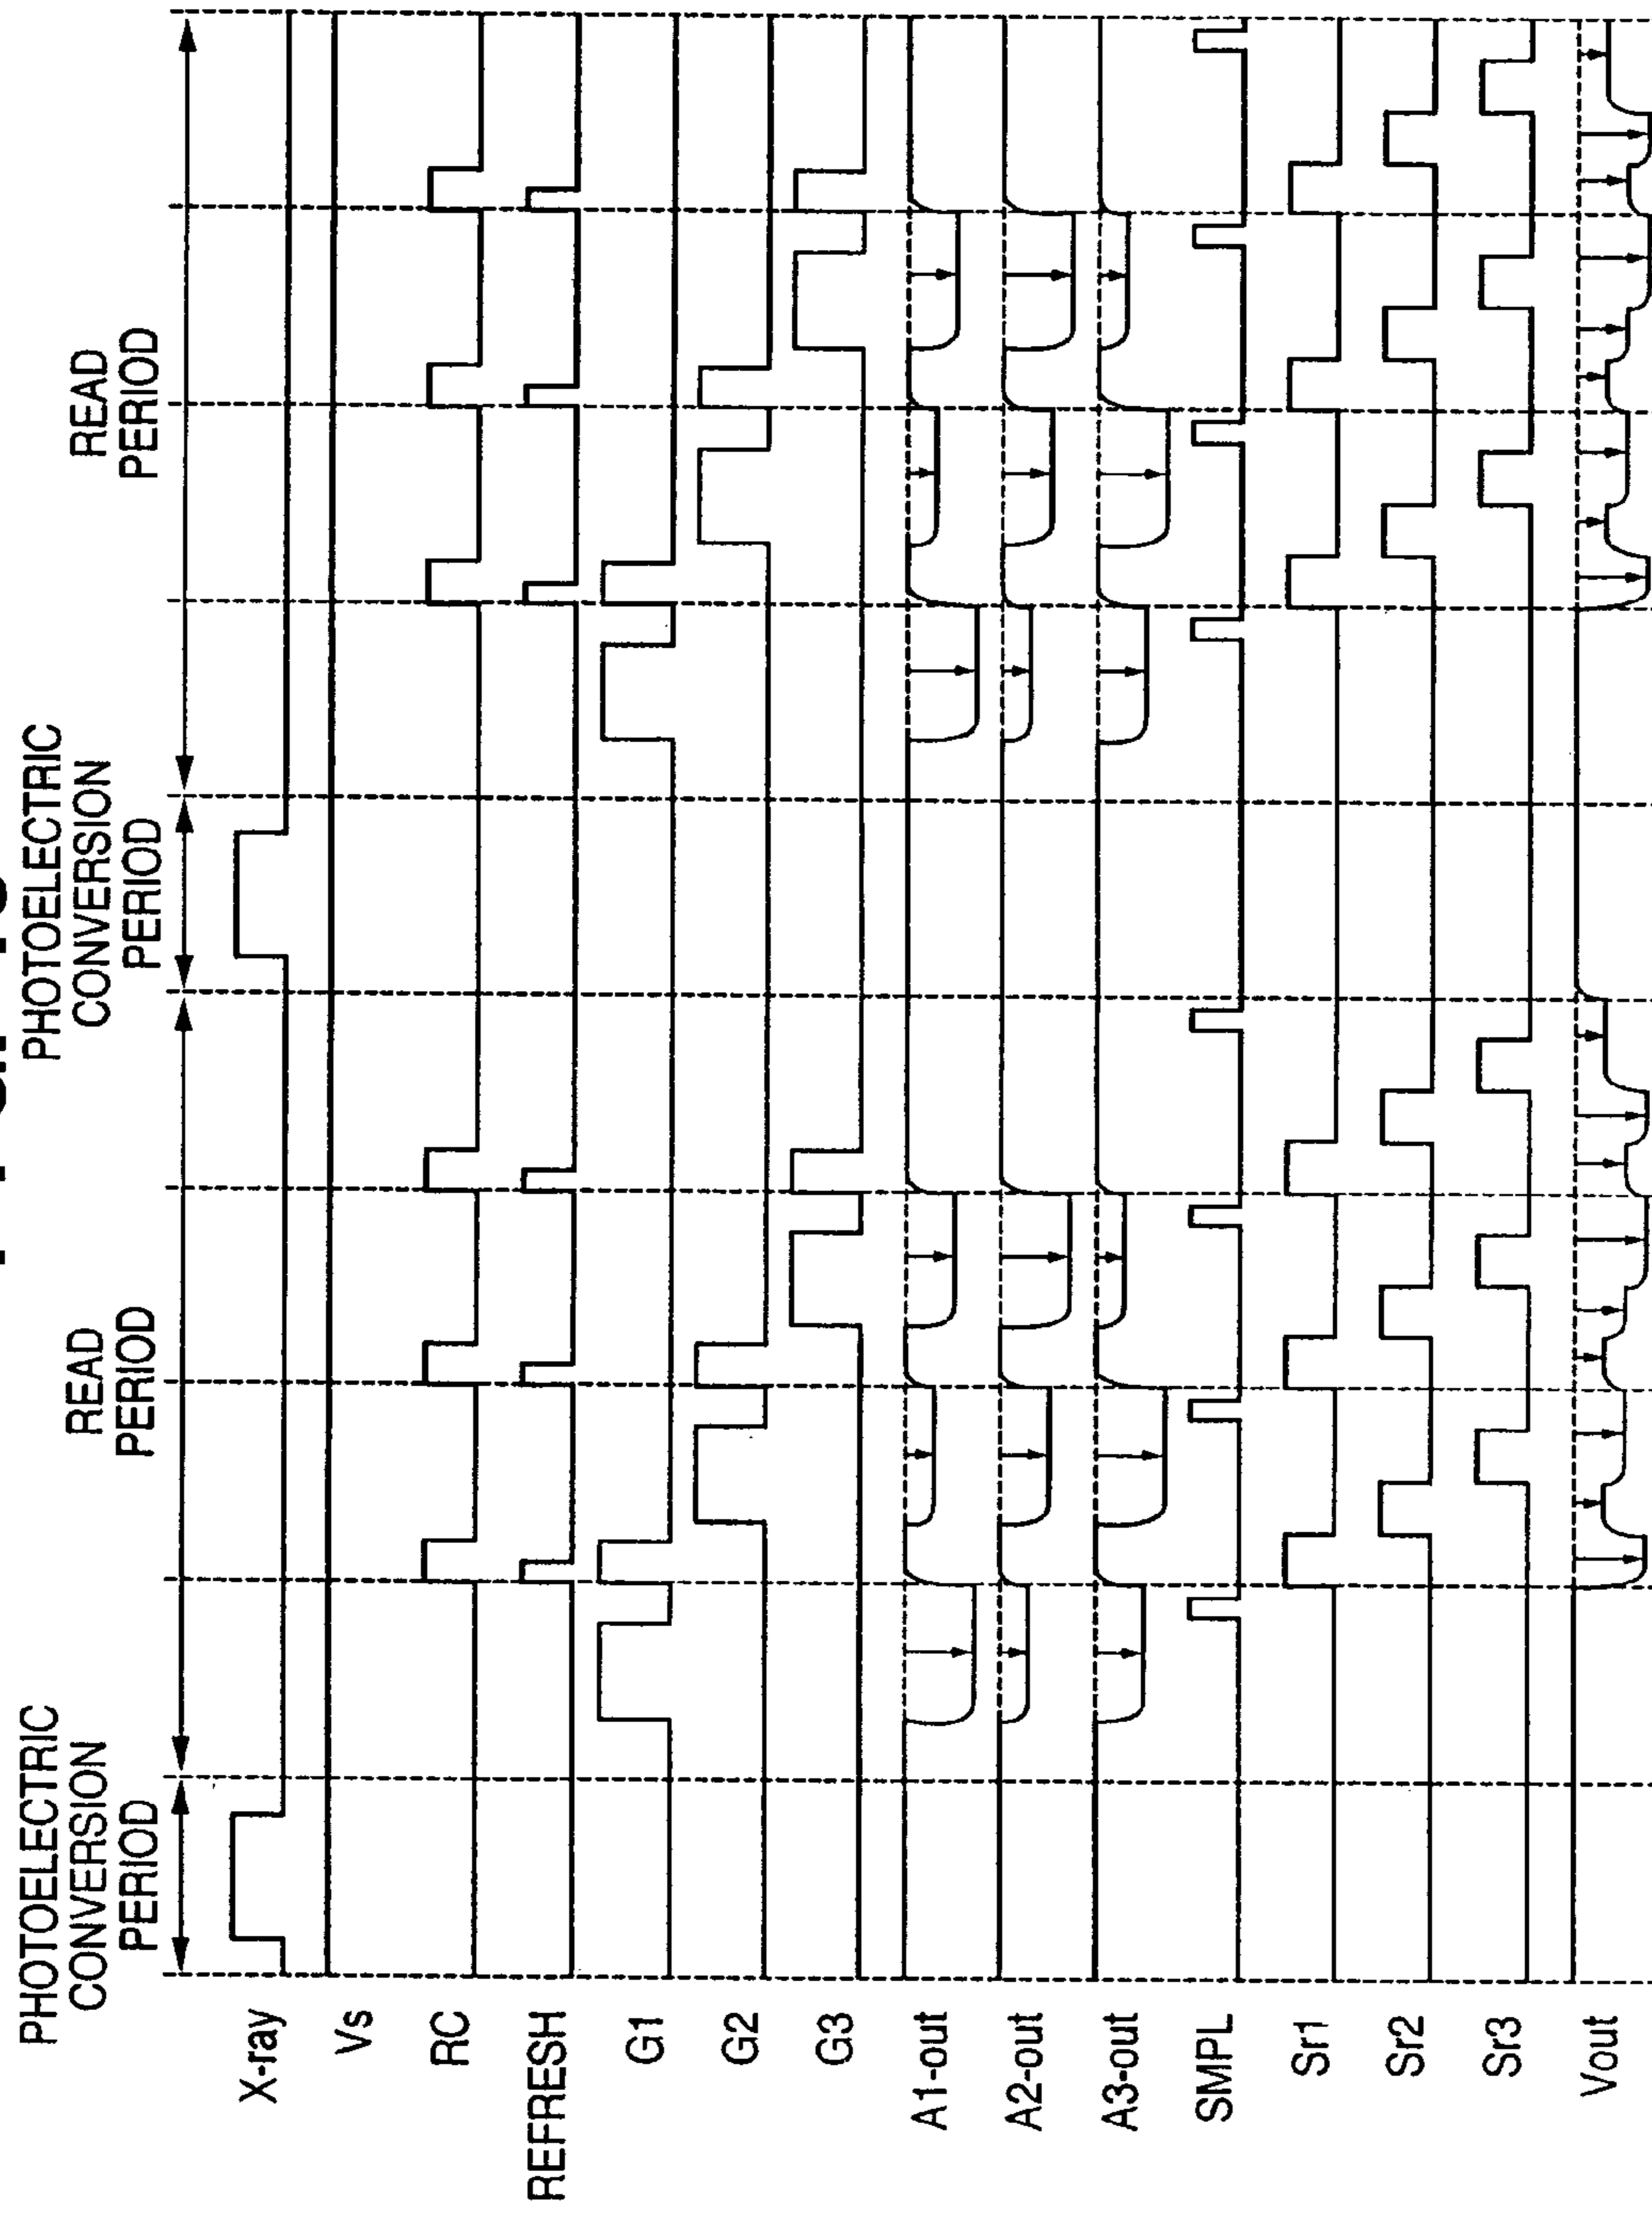 PHOTOELECTRIC
CONVERSION
PERIOD
READ
PERIOD
PHOTOELECTRIC
CONVERSION
PERIOD
READ
PERIOD
X-ray
Vs
RC
REFRESH
G1
G2
G3
A1-out
A2-out
A3-out
SMPL
Sr1
Sr2
Sr3
Vout